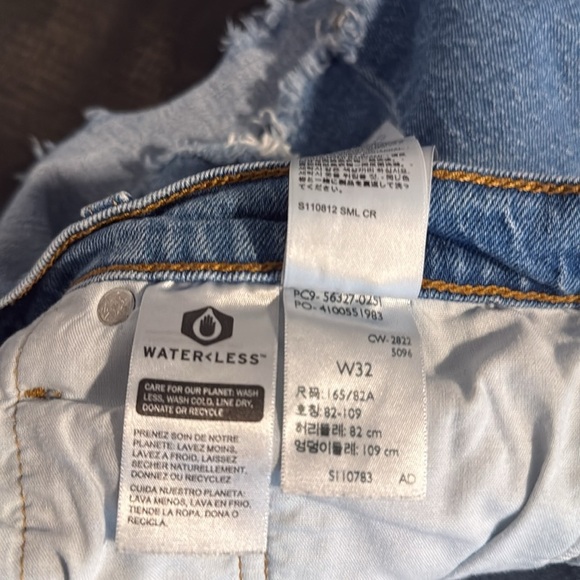 S110812 SML CR
PC9- 56327-0251
PO- 4100551983
CW-2822
5096
W32
尺码: 165/82A
호칭: 82-109
허리둘레: 82 cm
엉덩이둘레: 109 cm
S110783 AD
WATER<LESS™
CARE FOR OUR PLANET: WASH
LESS, WASH COLD, LINE DRY,
DONATE OR RECYCLE
PRENEZ SOIN DE NOTRE
PLANETE: LAVEZ MOINS,
LAVEZ A FROID, LAISSEZ
SECHER NATURELLEMENT,
DONNEZ OU RECYCLEZ
CUIDA NUESTRO PLANETA:
LAVA MENOS, LAVA EN FRIO,
TIENDE LA ROPA, DONA O
RECICLA.